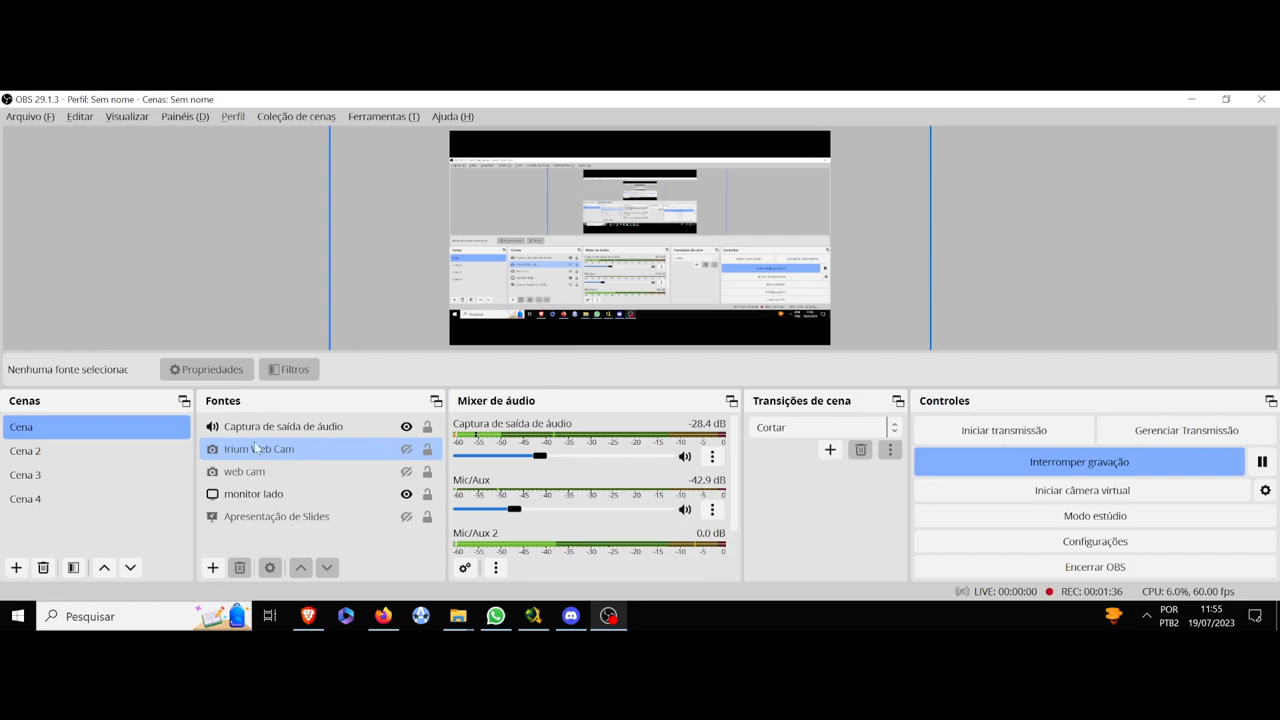 OBS 29.1.3 - Perfil: Sem nome - Cenas: Sem nome
Arquivo (F) Editar Visualizar Painéis (D) Perfil Coleção de cenas Ferramentas (T) Ajuda (H)
Nenhuma fonte selecionac Propriedades Filtros
Cenas
Cena
Cena 2
Cena 3
Cena 4
Fontes
Captura de saída de áudio
Irium Web Cam
web cam
monitor lado
Apresentação de Slides
Mixer de áudio
Captura de saída de áudio -28.4 dB
-60 -55 -50 -45 -40 -35 -30 -25 -20 -15 -10 -5 0
Mic/Aux -42.9 dB
-60 -55 -50 -45 -40 -35 -30 -25 -20 -15 -10 -5 0
Mic/Aux 2 0.0 dB
-60 -55 -50 -45 -40 -35 -30 -25 -20 -15 -10 -5 0
Transições de cena
Cortar
Controles
Iniciar transmissão Gerenciar Transmissão
Interromper gravação
Iniciar câmera virtual
Modo estúdio
Configurações
Encerrar OBS
LIVE: 00:00:00 REC: 00:01:36 CPU: 6.0%, 60.00 fps
Pesquisar
POR
PTB2
11:55
19/07/2023